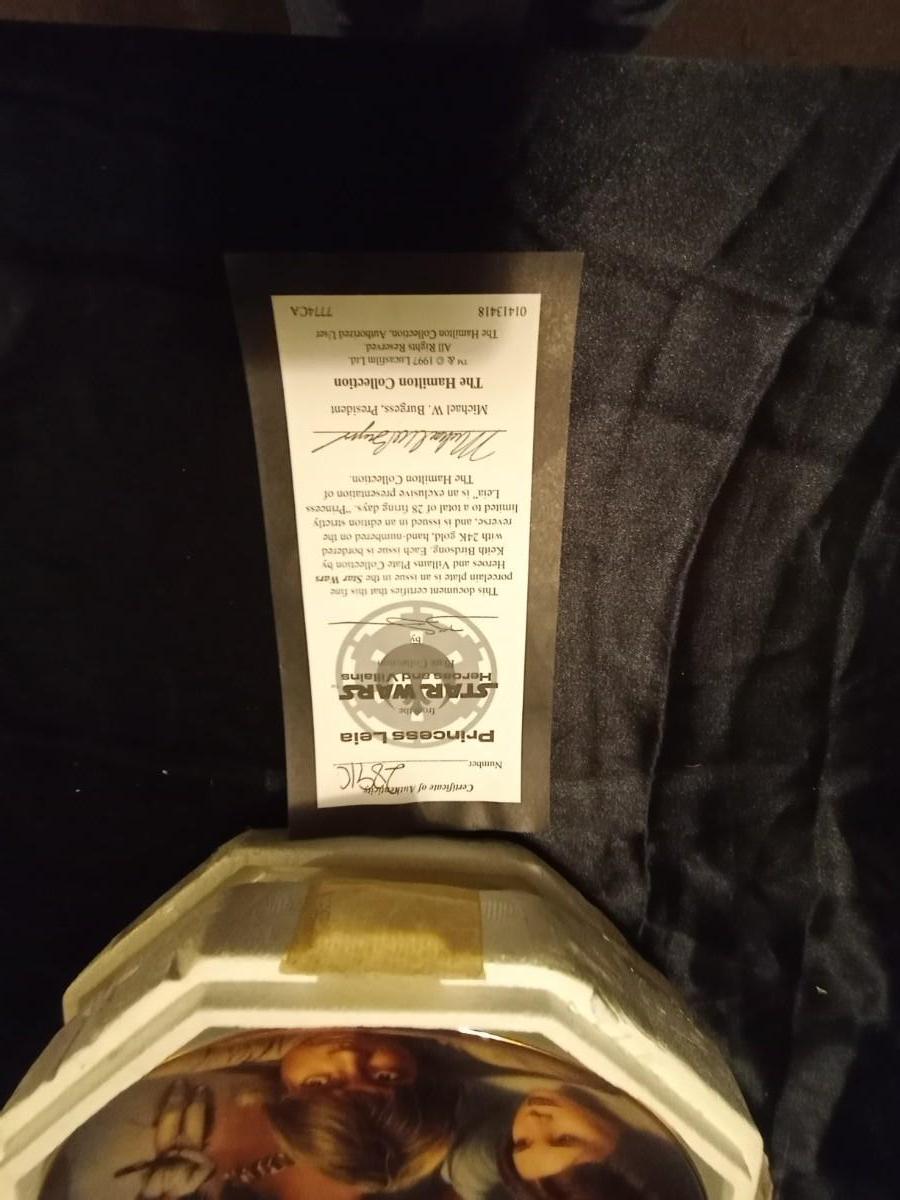 Certificate of Authenticity
Number
Princess Leia
from the
STAR WARS
Heroes and Villains
Plate Collection
by
This document certifies that this fine
porcelain plate is an issue in the Star Wars
Heroes and Villains Plate Collection by
Keith Birdsong. Each issue is bordered
with 24K gold, hand-numbered on the
reverse, and is issued in an edition strictly
limited to a total of 28 firing days. "Princess
Leia" is an exclusive presentation of
The Hamilton Collection.
Michael W. Burgess, President
The Hamilton Collection
™ & © 1997 Lucasfilm Ltd.
All Rights Reserved.
The Hamilton Collection, Authorized User
01413418 7774CA